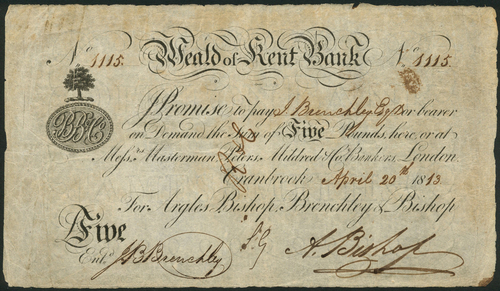 No 1115. Weald of Kent Bank No 1115.
I Promise to pay J Brenchley Esqr or bearer
on Demand the Sum of Five Pounds, here, or at
Messrs. Masterman Peters, Mildred & Co. Bankers, London.
Cranbrook April 20th 1813.
For Argles Bishop, Brenchley & Bishop
Five
Entd. J B Brenchley J.G A. Bishop